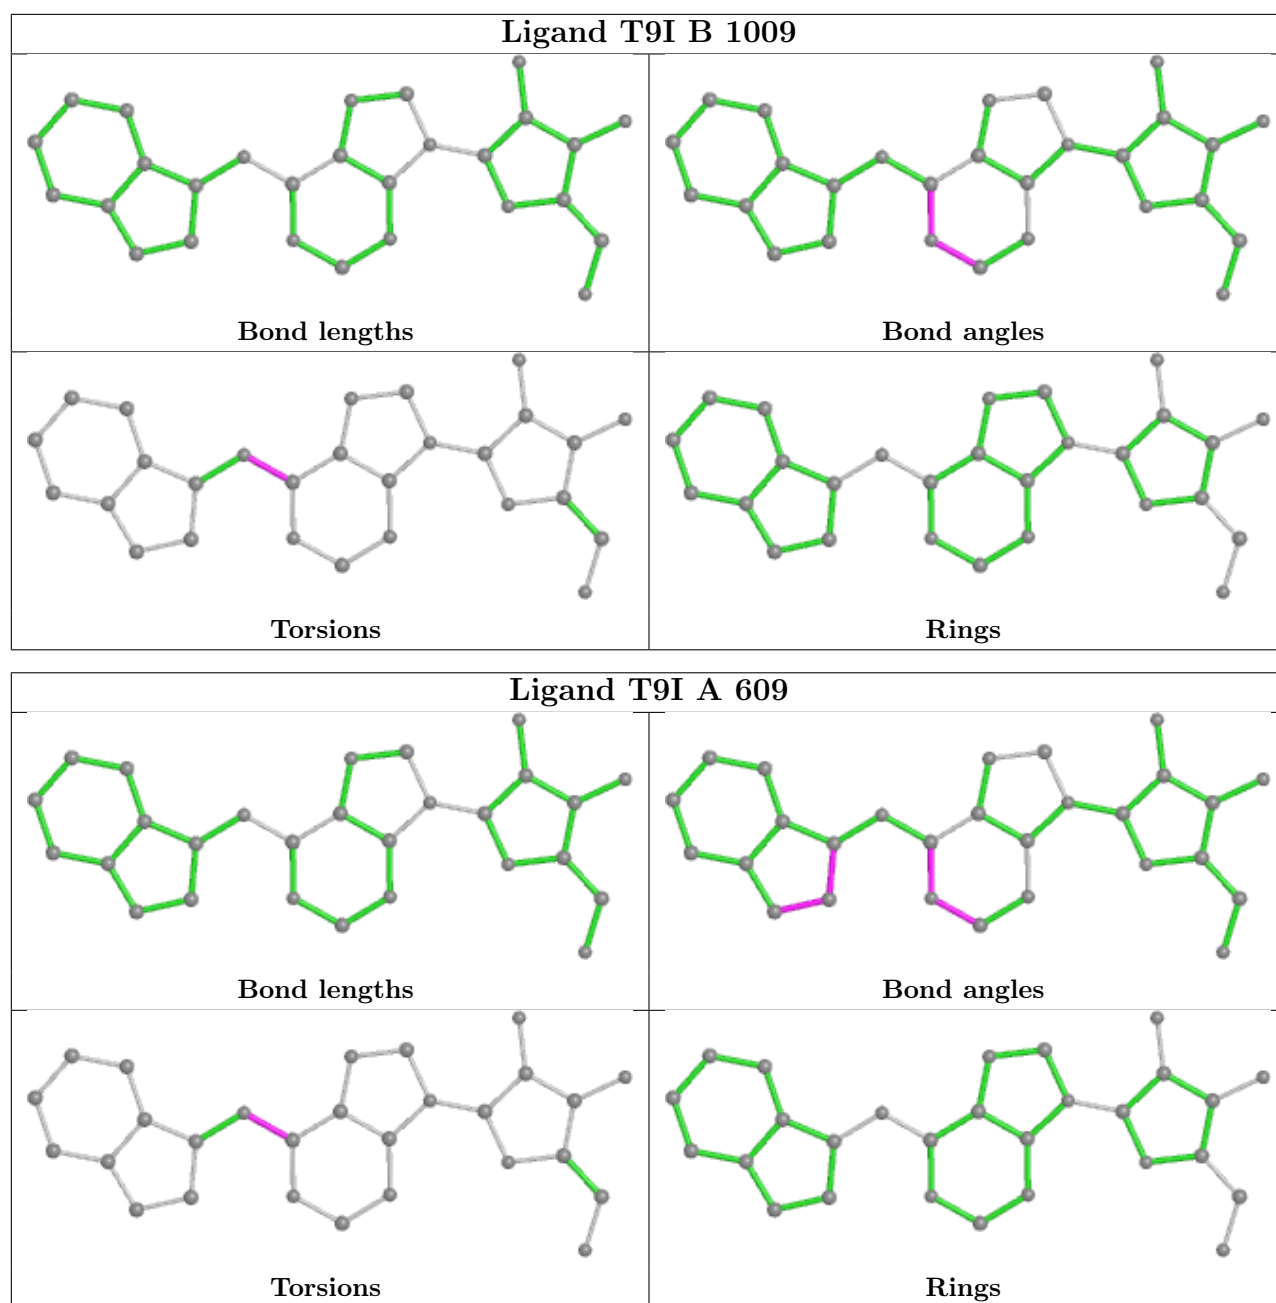 Ligand T9I B 1009
Bond lengths
Bond angles
Torsions
Rings
Ligand T9I A 609
Bond lengths
Bond angles
Torsions
Rings